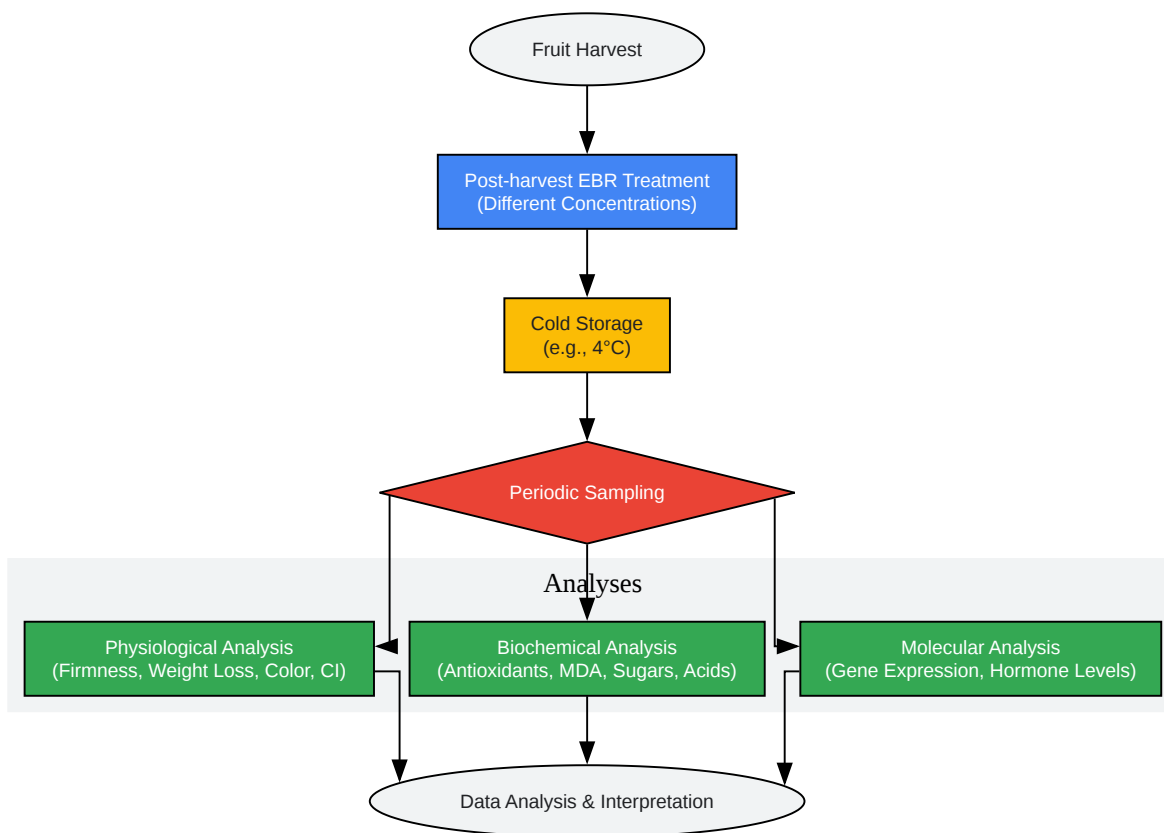 Fruit Harvest
Post-harvest EBR Treatment
(Different Concentrations)
Cold Storage
(e.g., 4°C)
Periodic Sampling
Analyses
Physiological Analysis
(Firmness, Weight Loss, Color, CI)
Biochemical Analysis
(Antioxidants, MDA, Sugars, Acids)
Molecular Analysis
(Gene Expression, Hormone Levels)
Data Analysis & Interpretation